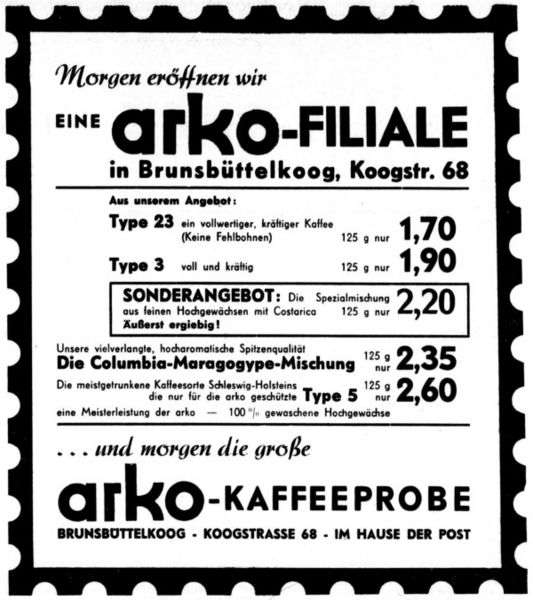 Morgen eröffnen wir
EINE arko-FILIALE
in Brunsbüttelkoog, Koogstr. 68
Aus unserem Angebot:
Type 23 ein vollwertiger, kräftiger Kaffee
(Keine Fehlbohnen) 125 g nur 1,70
Type 3 voll und kräftig 125 g nur 1,90
SONDERANGEBOT: Die Spezialmischung
aus feinen Hochgewächsen mit Costarica 125 g nur 2,20
Äußerst ergiebig!
Unsere vielverlangte, hocharomatische Spitzenqualität
Die Columbia-Maragogype-Mischung 125 g nur 2,35
Die meistgetrunkene Kaffeesorte Schleswig-Holsteins
die nur für die arko geschützte Type 5 125 g nur 2,60
eine Meisterleistung der arko — 100 % gewaschene Hochgewächse
... und morgen die große
arko-KAFFEEPROBE
BRUNSBÜTTELKOOG - KOOGSTRASSE 68 - IM HAUSE DER POST